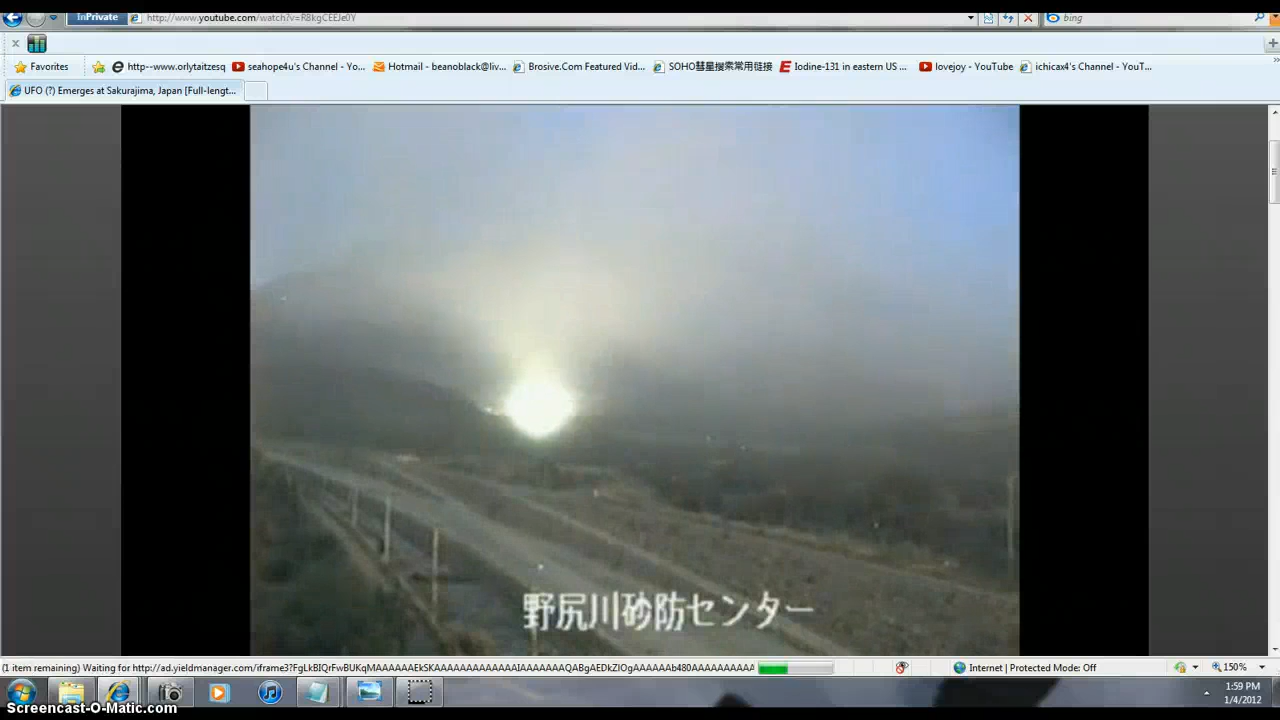 InPrivate http://www.youtube.com/watch?v=R8kgCEEJe0Y bing
Favorites http--www.orlytaitzesq seahope4u's Channel - Yo... Hotmail - beanoblack@liv... Brosive.Com Featured Vid... SOHO彗星搜索常用链接 Iodine-131 in eastern US ... lovejoy - YouTube ichicax4's Channel - YouT...
UFO (?) Emerges at Sakurajima, Japan [Full-lengt...
野尻川砂防センター
(1 item remaining) Waiting for http://ad.yieldmanager.com/iframe3?FgLkBIQrFwBUKqMAAAAAAEkSKAAAAAAAAAAAAAAIAAAAAAAQABgAEDkZIOgAAAAAAb480AAAAAAAAAA Internet | Protected Mode: Off 150%
1:59 PM
1/4/2012
Screencast-O-Matic.com